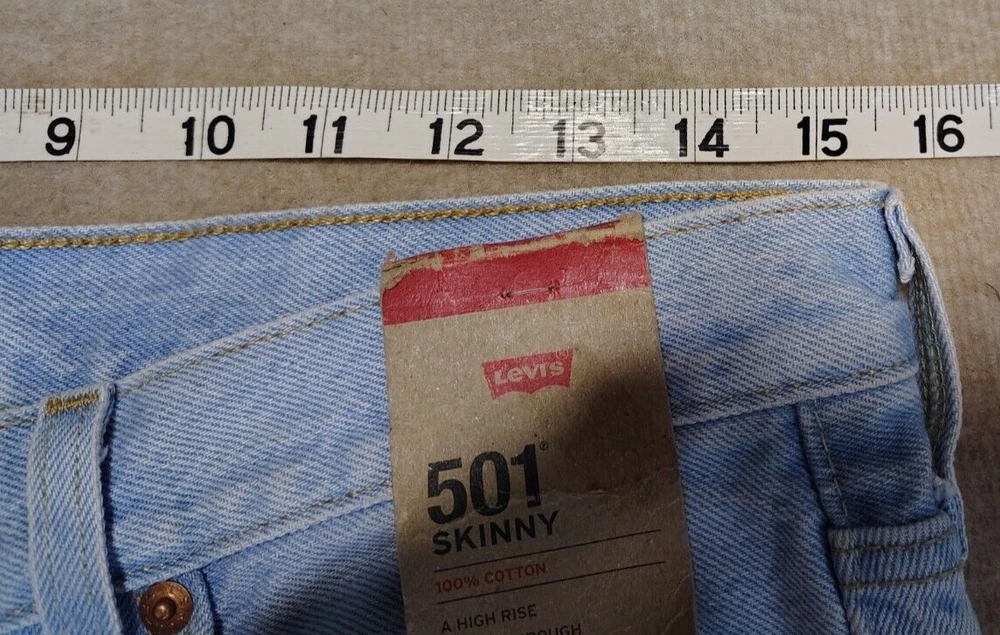 9 10 11 12 13 14 15 16
Levi's®
501®
SKINNY
100% COTTON
A HIGH RISE